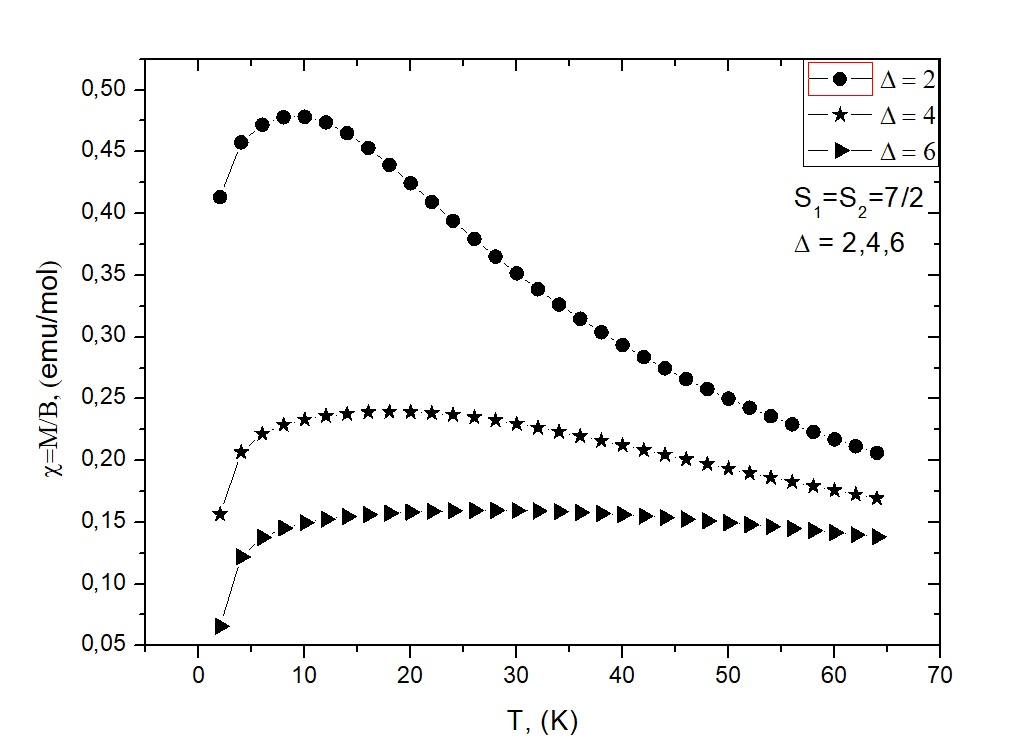 0,50
0,45
0,40
0,35
0,30
0,25
0,20
0,15
0,10
0,05
χ=M/B, (emu/mol)
0 10 20 30 40 50 60 70
T, (K)
Δ = 2
Δ = 4
Δ = 6
S₁=S₂=7/2
Δ = 2,4,6